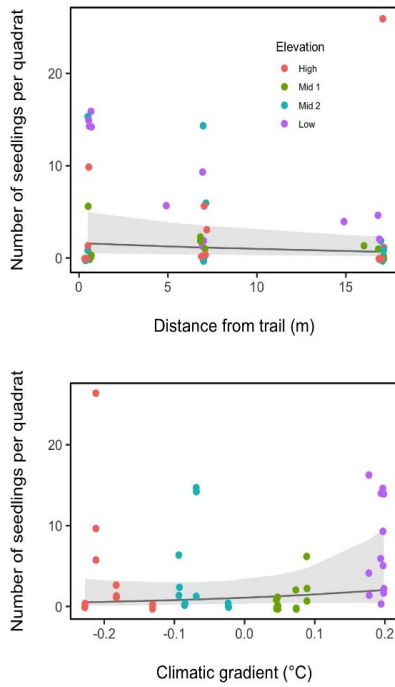 Number of seedlings per quadrat
20
10
0
Elevation
High
Mid 1
Mid 2
Low
0
5
10
15
Distance from trail (m)
Number of seedlings per quadrat
20
10
0
-0.2
-0.1
0.0
0.1
0.2
Climatic gradient (°C)